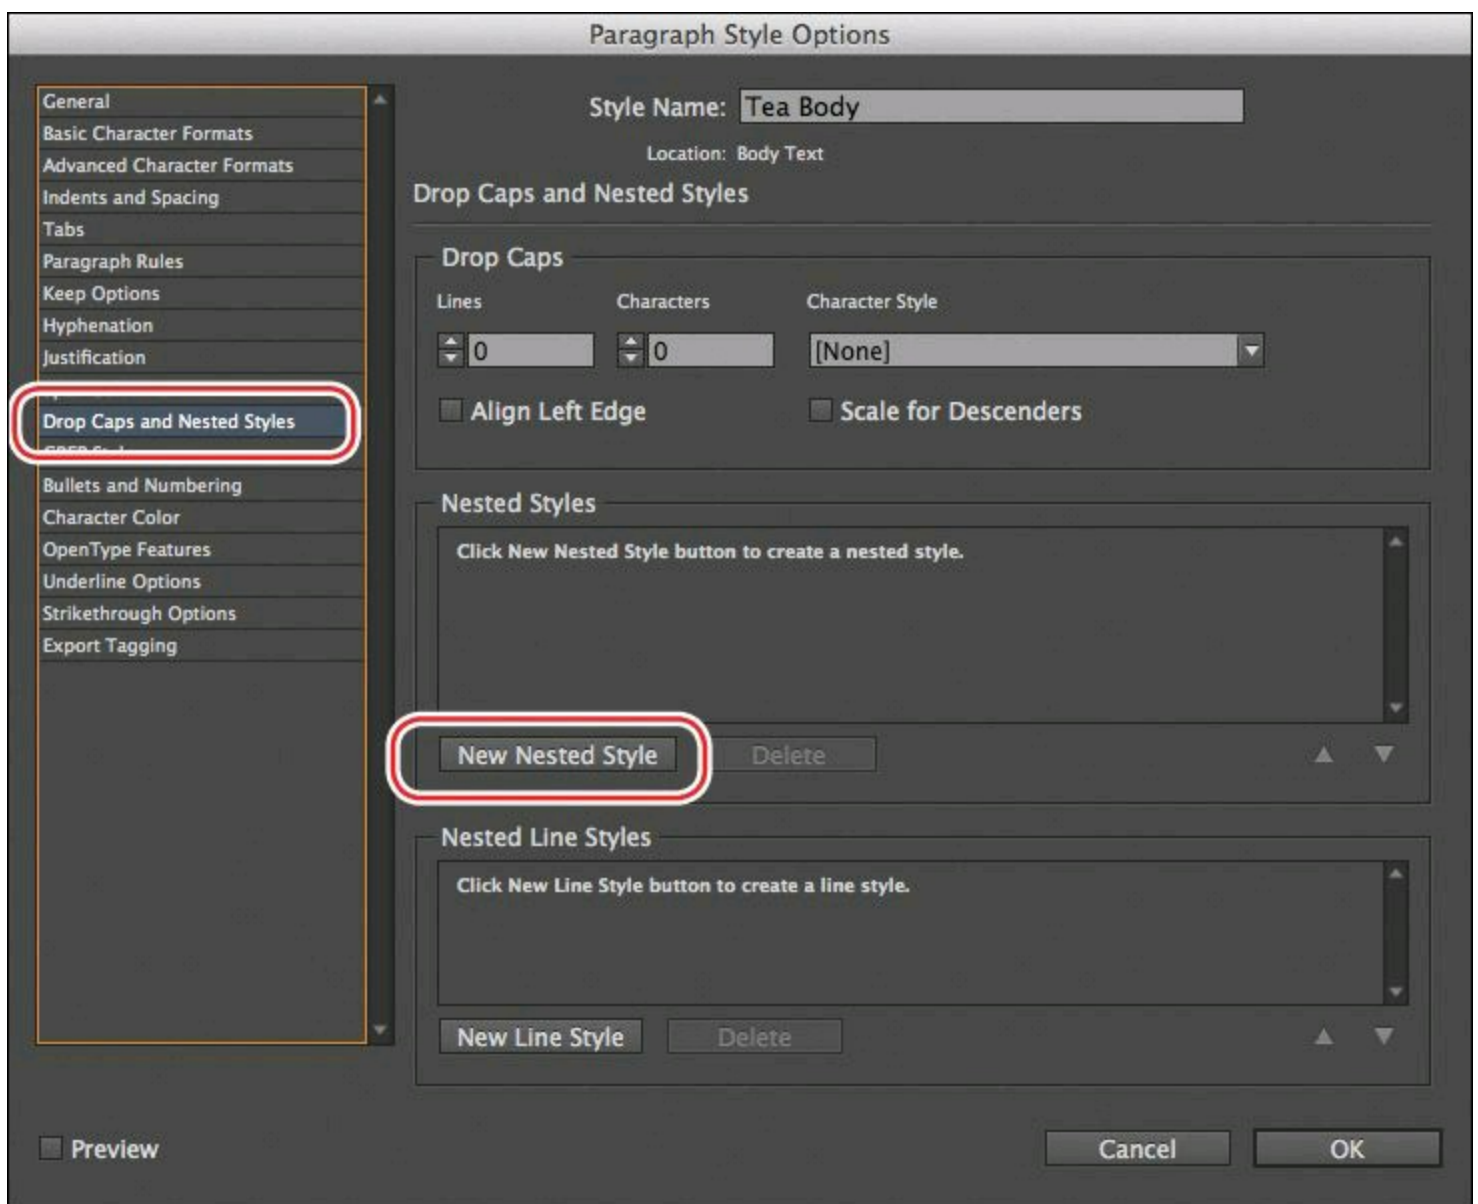 Paragraph Style Options
General
Basic Character Formats
Advanced Character Formats
Indents and Spacing
Tabs
Paragraph Rules
Keep Options
Hyphenation
Justification
Drop Caps and Nested Styles
Bullets and Numbering
Character Color
OpenType Features
Underline Options
Strikethrough Options
Export Tagging
Style Name: Tea Body
Location: Body Text
Drop Caps and Nested Styles
Drop Caps
Lines Characters Character Style
0 0 [None]
Align Left Edge Scale for Descenders
Nested Styles
Click New Nested Style button to create a nested style.
New Nested Style Delete
Nested Line Styles
Click New Line Style button to create a line style.
New Line Style Delete
Preview Cancel OK